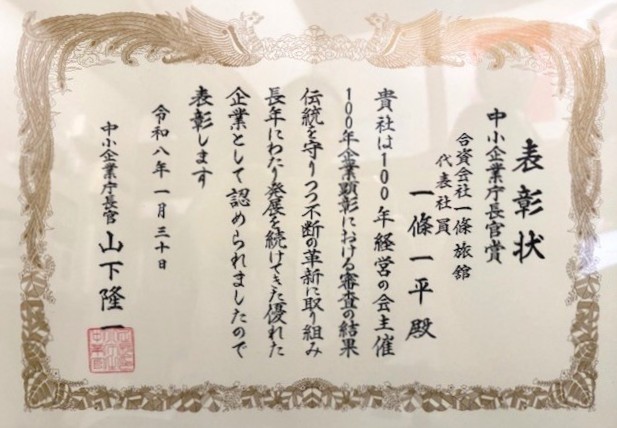 表彰状
中小企業庁長官賞
合資会社一條旅舘
代表社員
一條一平殿
貴社は100年経営の会主催
100年企業顕彰における審査の結果
伝統を守りつつ不断の革新に取り組み
長年にわたり発展を続けてきた優れた
企業として認められましたので
表彰します
令和八年一月三十日
中小企業庁長官 山下隆一